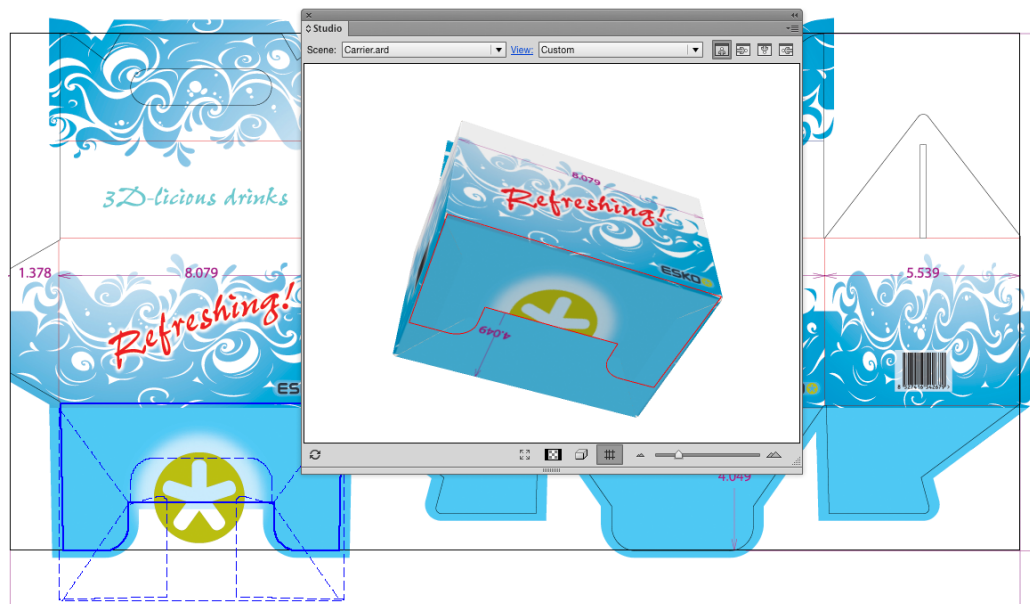 Studio
Scene: Carrier.ard View: Custom
3D-licious drinks
8.079
Refreshing!
ESKO
4.049
1.378
8.079
5.539
Refreshing!
ES
4.049